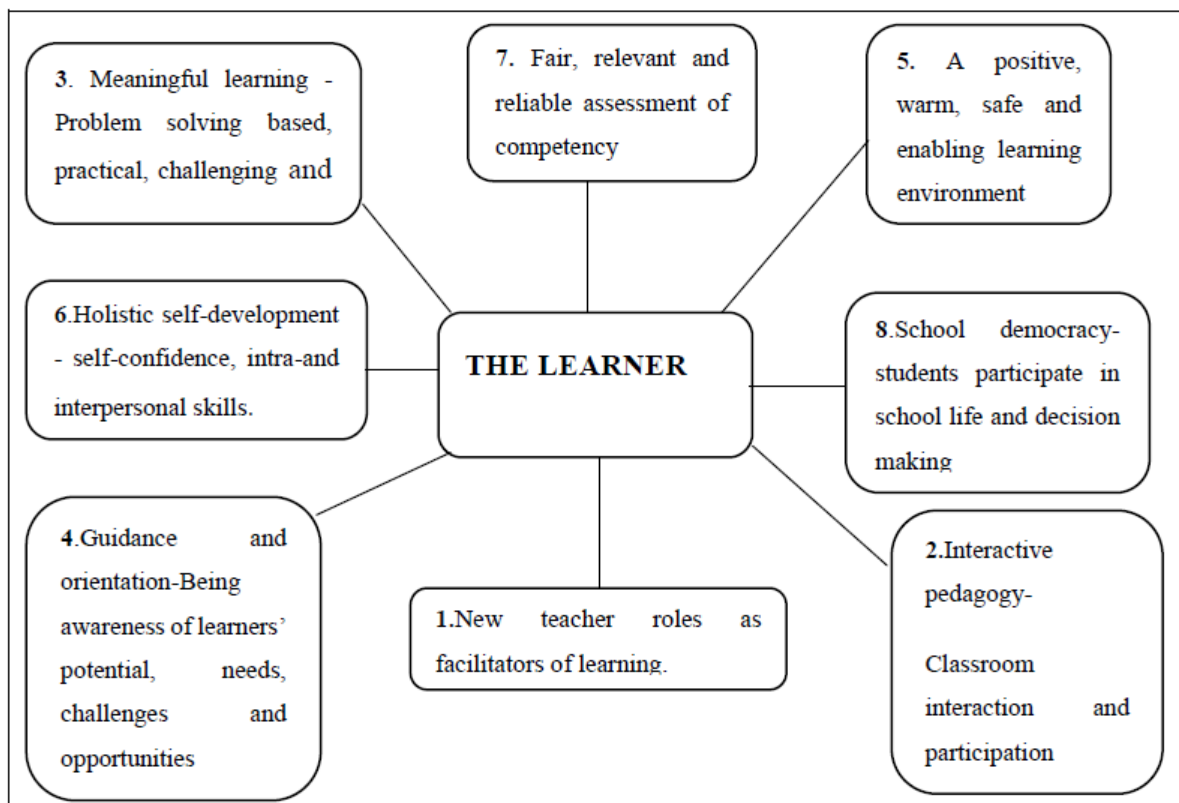 3. Meaningful learning -
Problem solving based,
practical, challenging and
7. Fair, relevant and
reliable assessment of
competency
5. A positive,
warm, safe and
enabling learning
environment
6.Holistic self-development
- self-confidence, intra-and
interpersonal skills.
THE LEARNER
8.School democracy-
students participate in
school life and decision
making
4.Guidance and
orientation-Being
awareness of learners’
potential, needs,
challenges and
opportunities
1.New teacher roles as
facilitators of learning.
2.Interactive
pedagogy-
Classroom
interaction and
participation